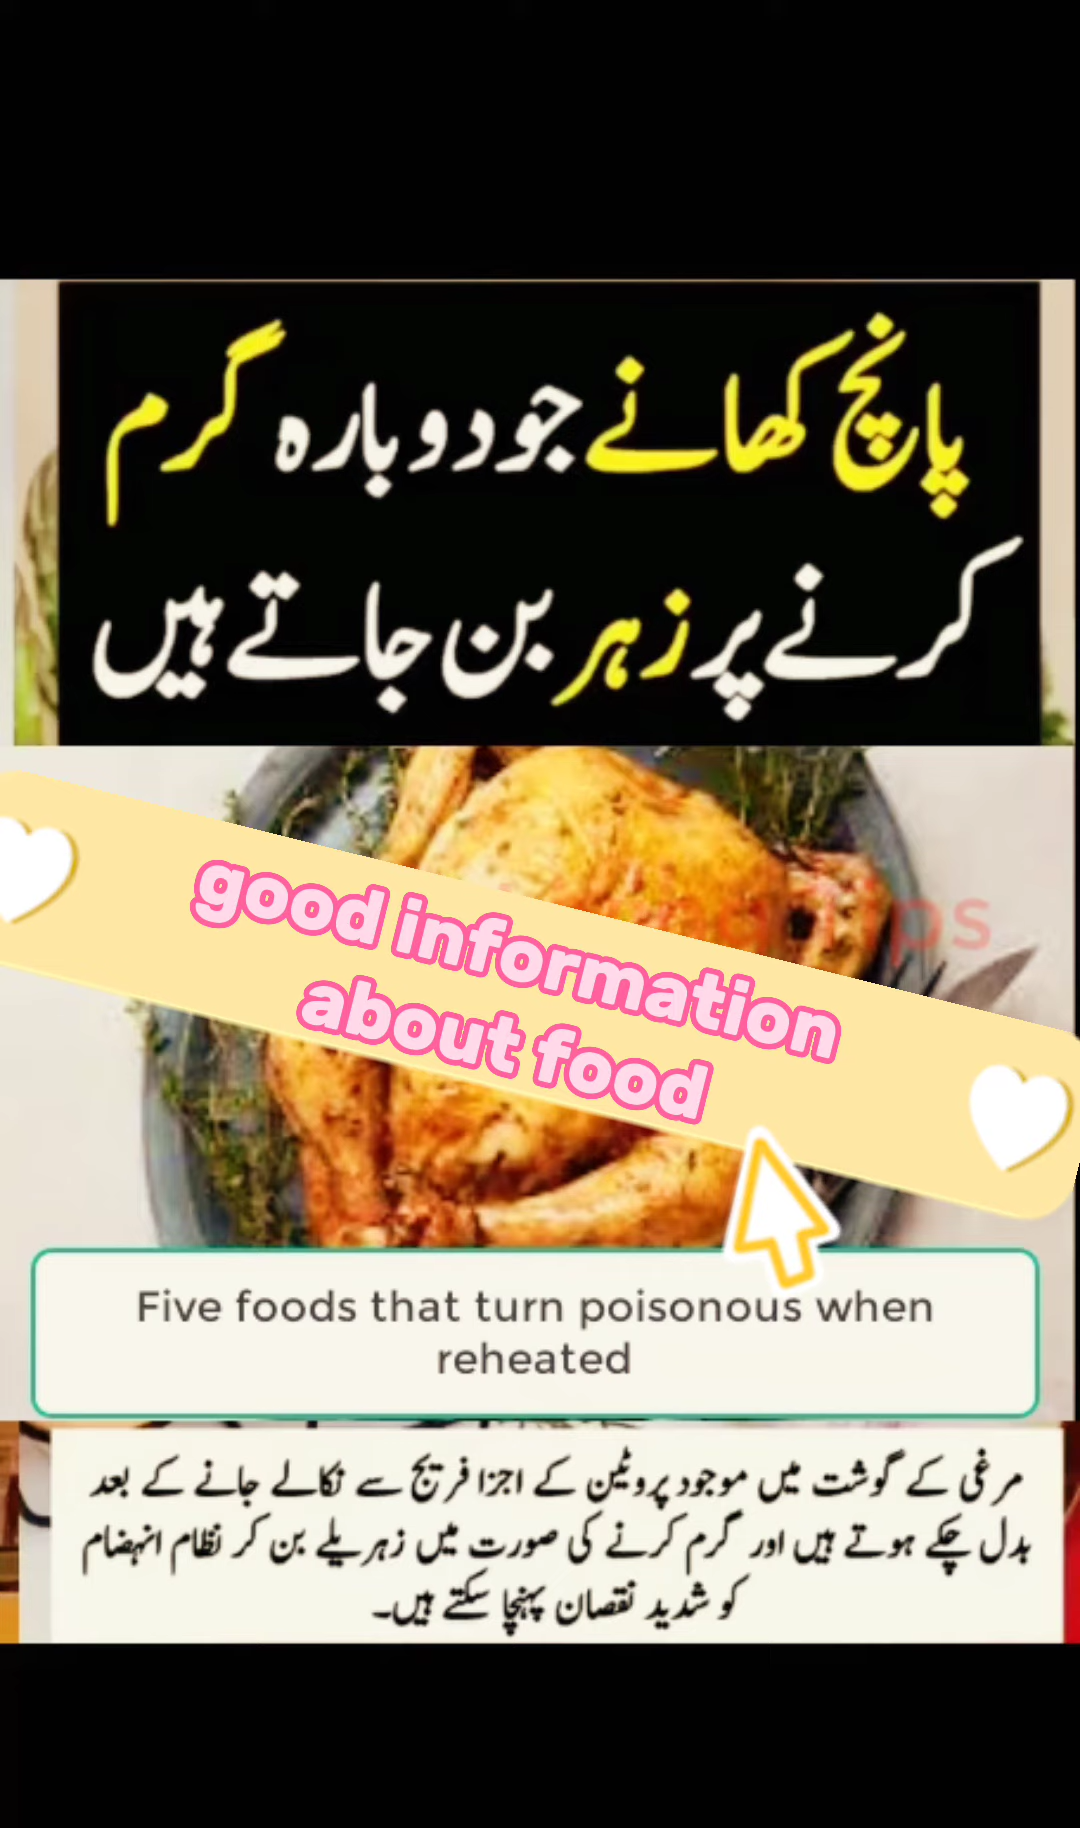 پانچ کھانے جو دوبارہ گرم
کرنے پر زہر بن جاتے ہیں
good information
about food
Five foods that turn poisonous when
reheated
مرغی کے گوشت میں موجود پروٹین کے اجزا فریج سے نکالے جانے کے بعد
بدل چکے ہوتے ہیں اور گرم کرنے کی صورت میں زہریلے بن کر نظام انہضام
کو شدید نقصان پہنچا سکتے ہیں۔